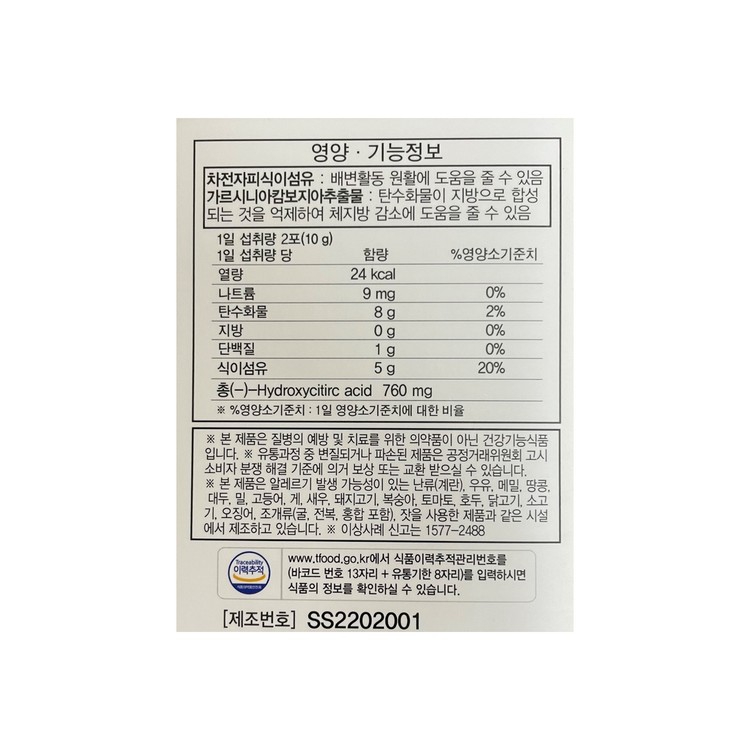 영양 · 기능정보
차전자피식이섬유 : 배변활동 원활에 도움을 줄 수 있음
가르시니아캄보지아추출물 : 탄수화물이 지방으로 합성
되는 것을 억제하여 체지방 감소에 도움을 줄 수 있음
1일 섭취량 2포(10 g)
1일 섭취량 당 함량 %영양소기준치
열량 24 kcal
나트륨 9 mg 0%
탄수화물 8 g 2%
지방 0 g 0%
단백질 1 g 0%
식이섬유 5 g 20%
총(-)-Hydroxycitirc acid 760 mg
※ %영양소기준치 : 1일 영양소기준치에 대한 비율
※ 본 제품은 질병의 예방 및 치료를 위한 의약품이 아닌 건강기능식품
입니다. ※ 유통과정 중 변질되거나 파손된 제품은 공정거래위원회 고시
소비자 분쟁 해결 기준에 의거 보상 또는 교환 받으실 수 있습니다.
※ 본 제품은 알레르기 발생 가능성이 있는 난류(계란), 우유, 메밀, 땅콩,
대두, 밀, 고등어, 게, 새우, 돼지고기, 복숭아, 토마토, 호두, 닭고기, 소고
기, 오징어, 조개류(굴, 전복, 홍합 포함), 잣을 사용한 제품과 같은 시설
에서 제조하고 있습니다. ※ 이상사례 신고는 1577-2488
Traceability
이력추적
www.tfood.go.kr에서 식품이력추적관리번호를
(바코드 번호 13자리 + 유통기한 8자리)를 입력하시면
식품의 정보를 확인하실 수 있습니다.
[제조번호] SS2202001